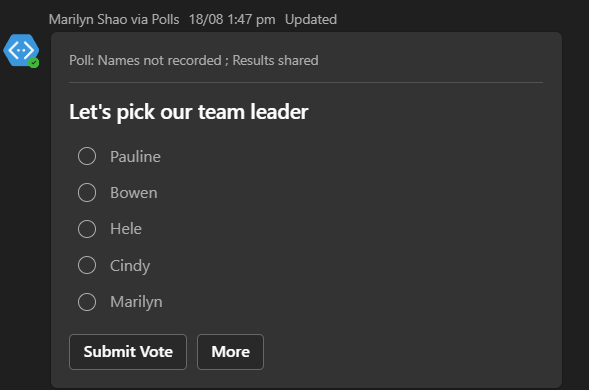 Marilyn Shao via Polls 18/08 1:47 pm Updated
Poll: Names not recorded ; Results shared
Let's pick our team leader
Pauline
Bowen
Hele
Cindy
Marilyn
Submit Vote More